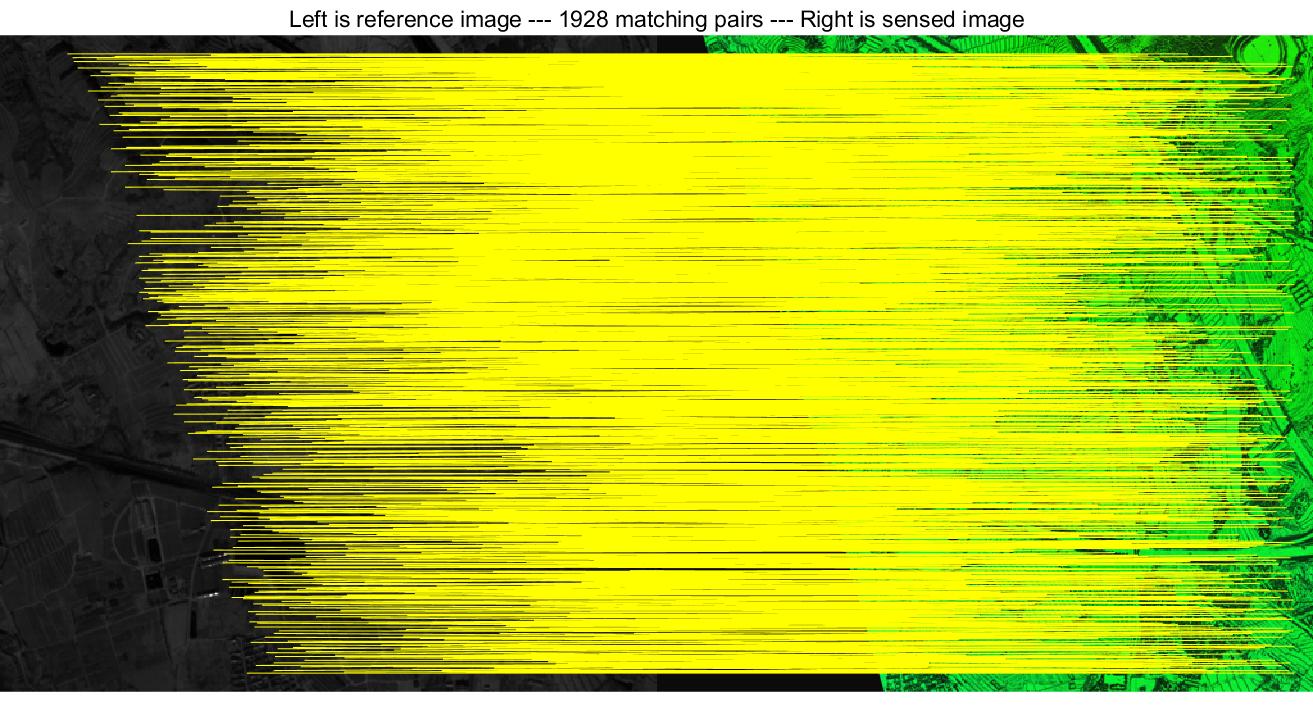 Left is reference image --- 1928 matching pairs --- Right is sensed image